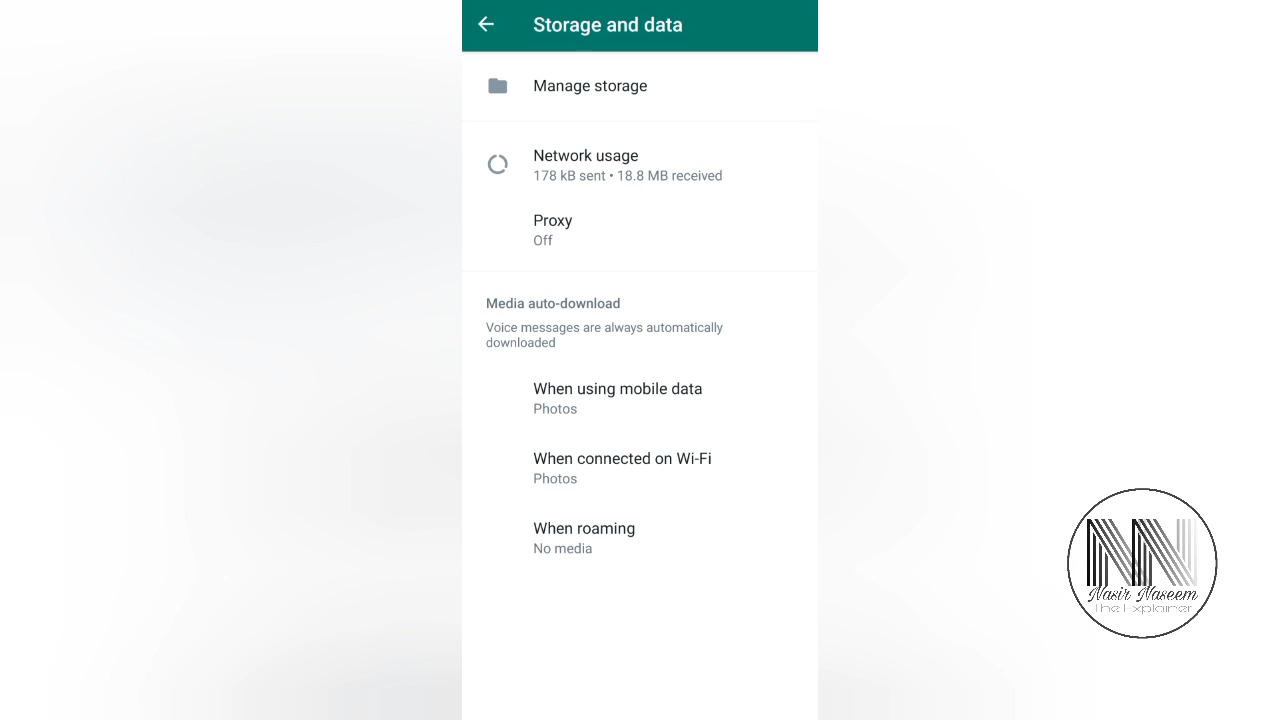 Storage and data
Manage storage
Network usage
178 kB sent • 18.8 MB received
Proxy
Off
Media auto-download
Voice messages are always automatically
downloaded
When using mobile data
Photos
When connected on Wi-Fi
Photos
When roaming
No media
NN
Nasir Naseem
The Explainer